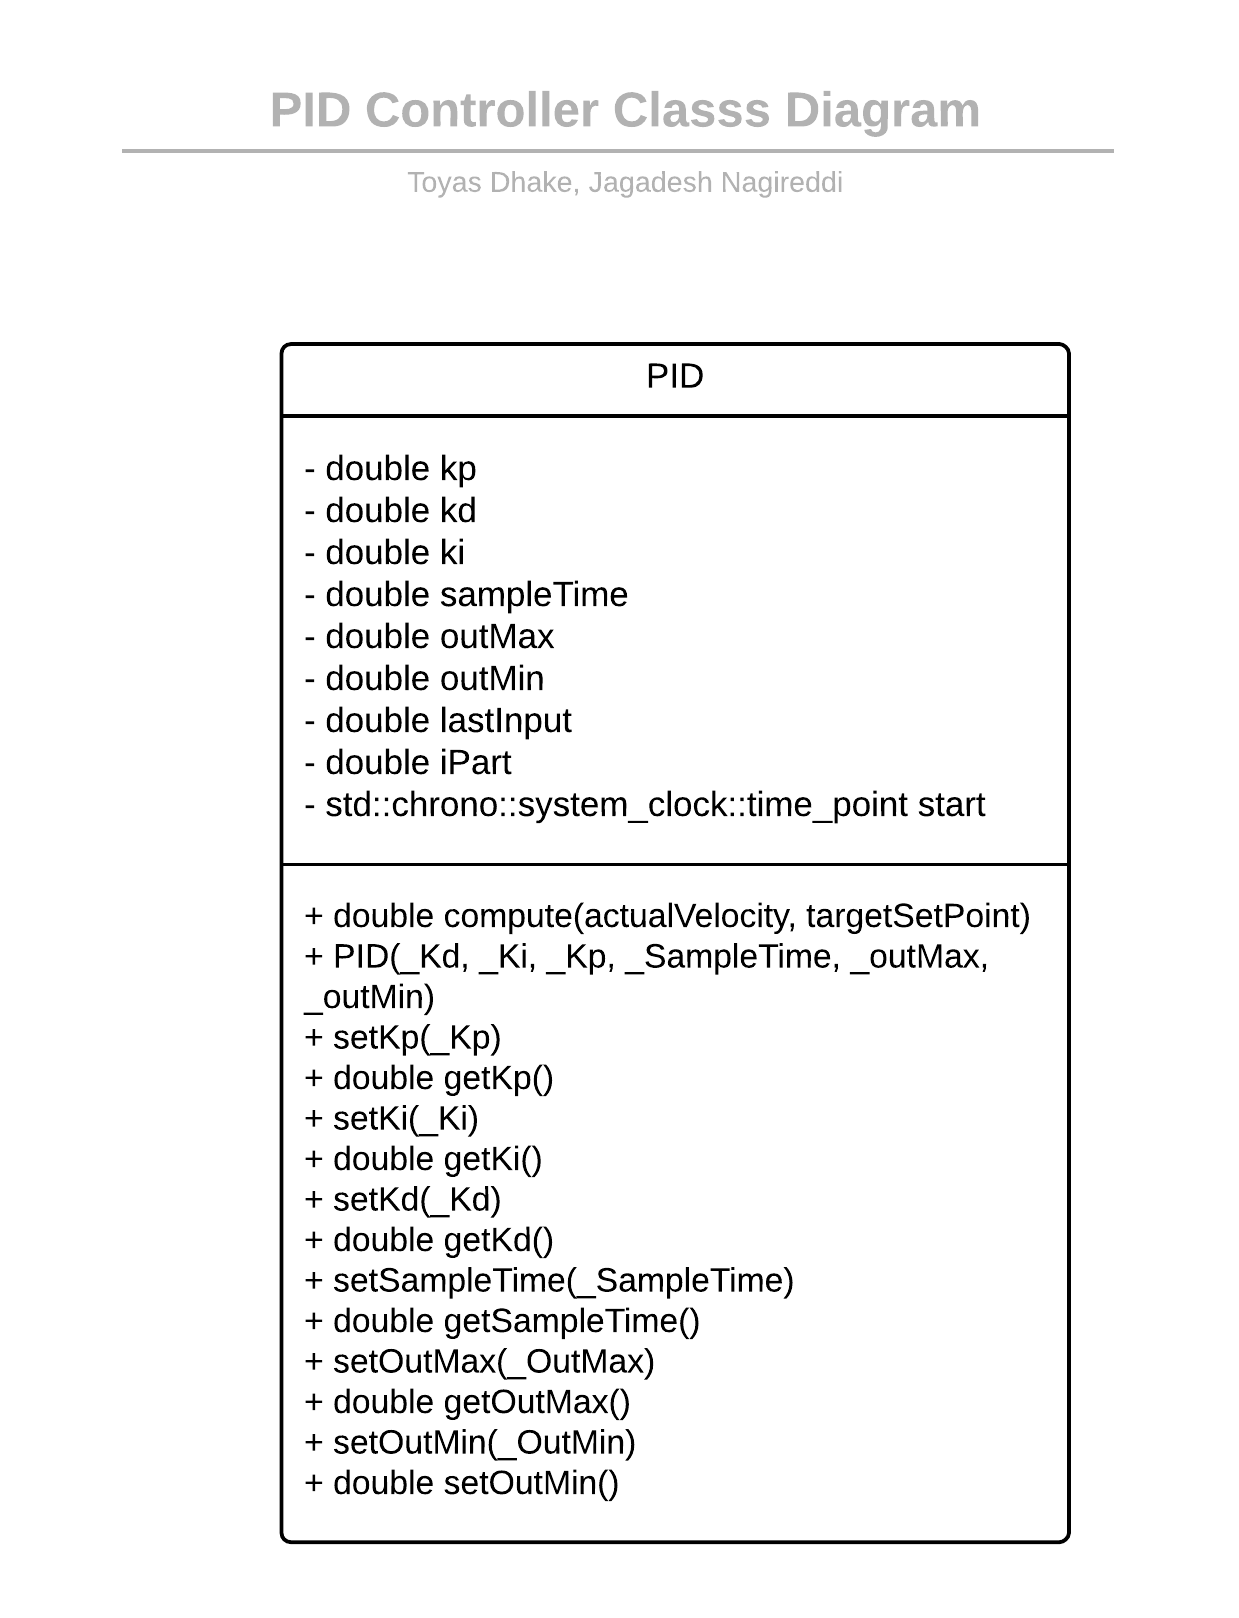 PID Controller Classs Diagram
Toyas Dhake, Jagadesh Nagireddi
PID
- double kp
- double kd
- double ki
- double sampleTime
- double outMax
- double outMin
- double lastInput
- double iPart
- std::chrono::system_clock::time_point start
+ double compute(actualVelocity, targetSetPoint)
+ PID(_Kd, _Ki, _Kp, _SampleTime, _outMax,
_outMin)
+ setKp(_Kp)
+ double getKp()
+ setKi(_Ki)
+ double getKi()
+ setKd(_Kd)
+ double getKd()
+ setSampleTime(_SampleTime)
+ double getSampleTime()
+ setOutMax(_OutMax)
+ double getOutMax()
+ setOutMin(_OutMin)
+ double setOutMin()